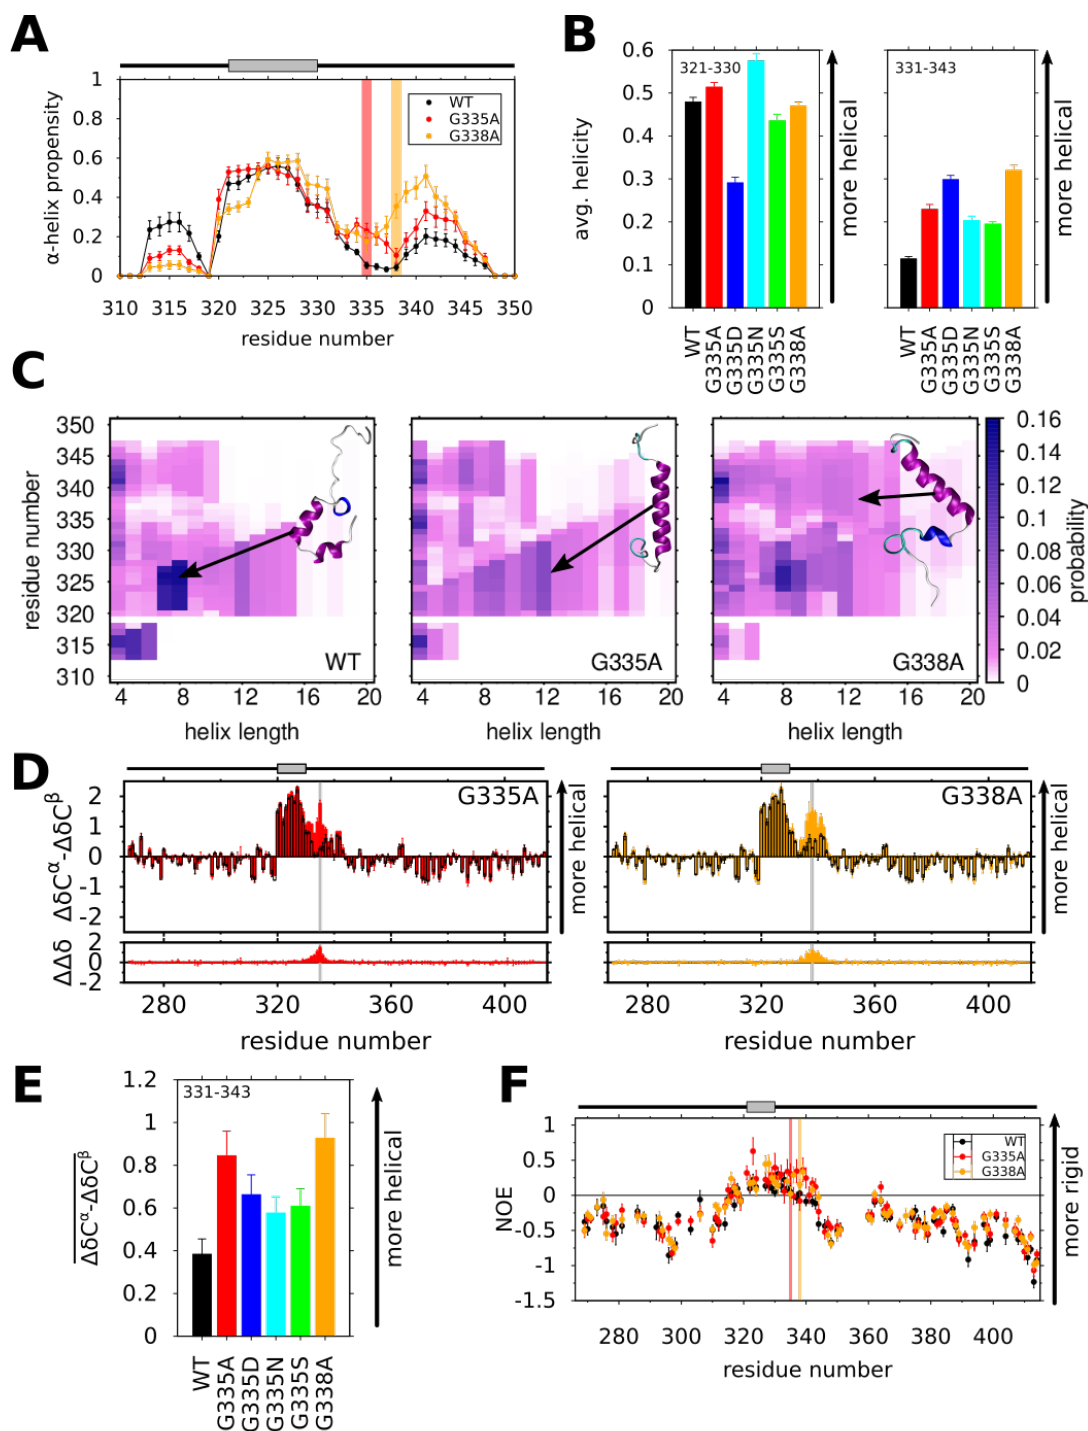 A
B
α-helix propensity
1
0.8
0.6
0.4
0.2
0
WT
G335A
G338A
310 315 320 325 330 335 340 345 350
residue number
avg. helicity
0.6
0.5
0.4
0.3
0.2
0.1
0
321-330
more helical
WT
G335A
G335D
G335N
G335S
G338A
331-343
more helical
WT
G335A
G335D
G335N
G335S
G338A
C
residue number
350
345
340
335
330
325
320
315
310
WT
4 8 12 16 20
helix length
G335A
4 8 12 16 20
helix length
G338A
4 8 12 16 20
helix length
0.16
0.14
0.12
0.1
0.08
0.06
0.04
0.02
0
probability
D
ΔδCα-ΔδCβ
2
1
0
-1
-2
G335A
more helical
ΔΔδ
2
0
-2
280 320 360 400
residue number
G338A
more helical
280 320 360 400
residue number
E
ΔδCα-ΔδCβ
1.2
1
0.8
0.6
0.4
0.2
0
331-343
more helical
WT
G335A
G335D
G335N
G335S
G338A
F
NOE
1
0.5
0
-0.5
-1
-1.5
WT
G335A
G338A
more rigid
280 300 320 340 360 380 400
residue number